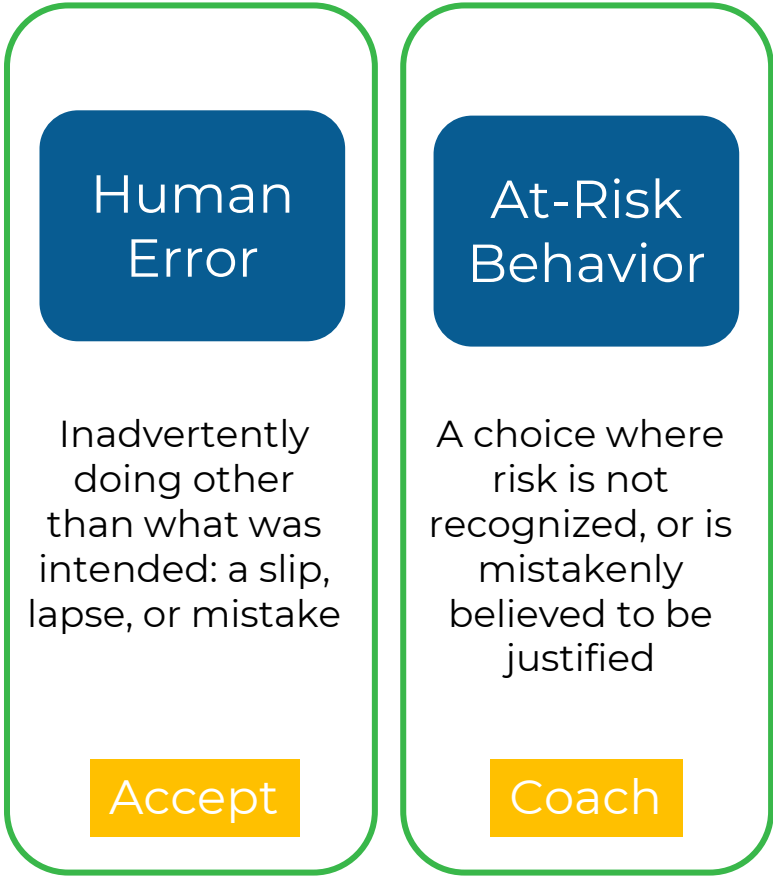 Human
Error
Inadvertently
doing other
than what was
intended: a slip,
lapse, or mistake
Accept
At-Risk
Behavior
A choice where
risk is not
recognized, or is
mistakenly
believed to be
justified
Coach